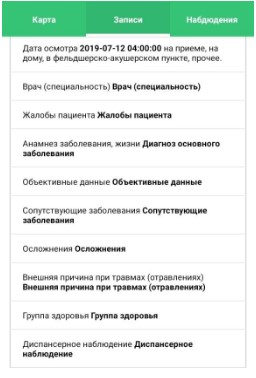 Карта Записи Набдюдения
Дата осмотра 2019-07-12 04:00:00 на приеме, на
дому, в фельдшерско-акушерском пункте, прочее.
Врач (специальность) Врач (специальность)
Жалобы пациента Жалобы пациента
Анамнез заболевания, жизни Диагноз основного
заболевания
Объективные данные Объективные данные
Сопутствующие заболевания Сопутствующие
заболевания
Осложнения Осложнения
Внешняя причина при травмах (отравлениях)
Внешняя причина при травмах (отравлениях)
Группа здоровья Группа здоровья
Диспансерное наблюдение Диспансерное
наблюдение